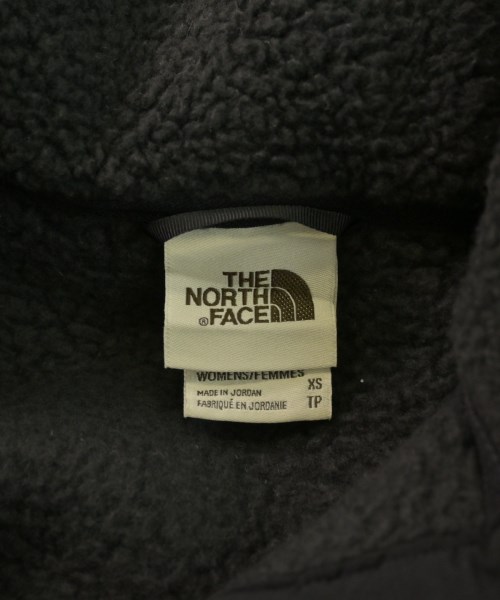 THE
NORTH
®FACE
WOMENS/FEMMES
XS
MADE IN JORDAN
FABRIQUÉ EN JORDANIE
TP